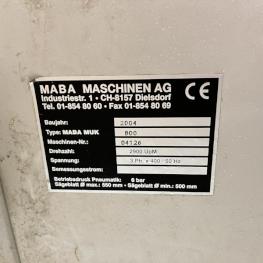 MABA MASCHINEN AG
Industriestr. 1 • CH-8157 Dielsdorf
Tel. 01-854 80 60 • Fax 01-854 80 69
CE
Baujahr: 2004
Type: MABA MUK 800
Maschinen-Nr.: 04126
Drehzahl: 2900 UpM
Spannung: 3 Ph. x 400 / 50 Hz
Bemessungsstrom:
Betriebsdruck Pneumatik: 6 bar
Sägeblatt Ø max.: 550 mm - Sägeblatt Ø min.: 500 mm